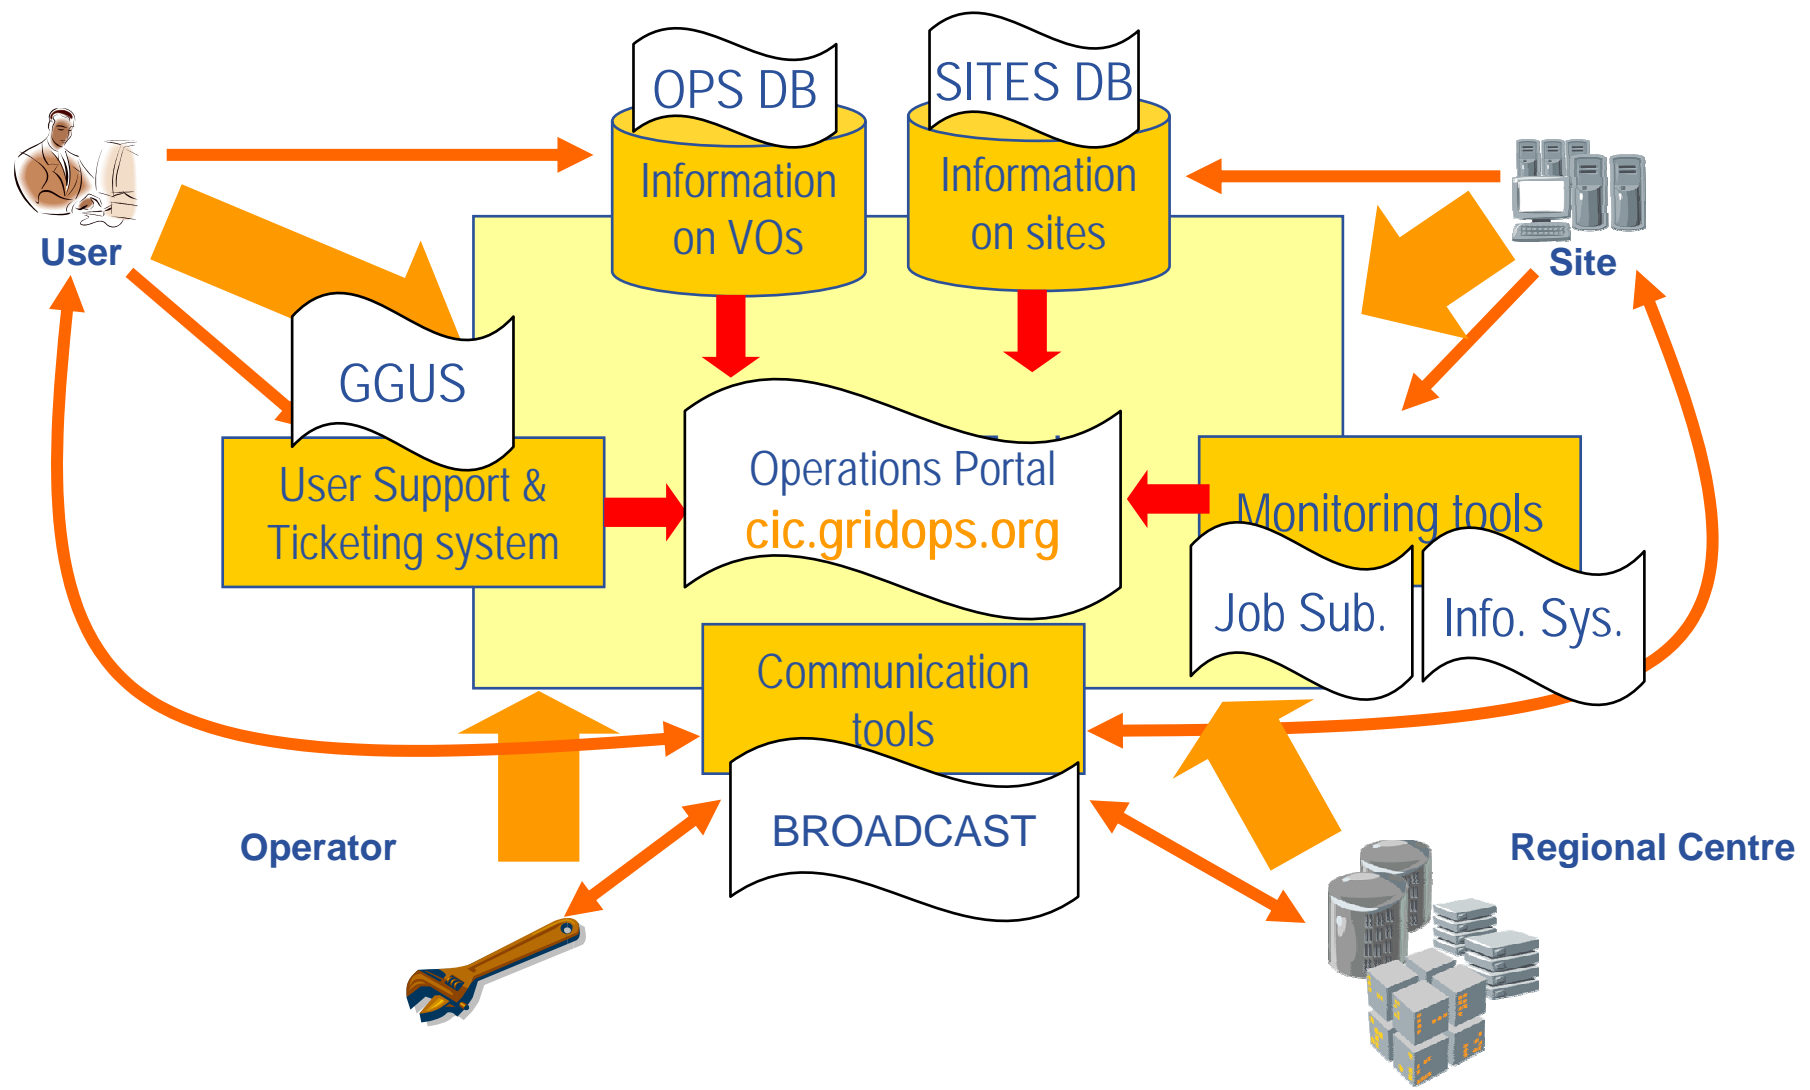 OPS DB
SITES DB
Information
on VOs
Information
on sites
User
Site
GGUS
User Support &
Ticketing system
Operations Portal
cic.gridops.org
Monitoring tools
Job Sub.
Info. Sys.
Communication
tools
BROADCAST
Operator
Regional Centre